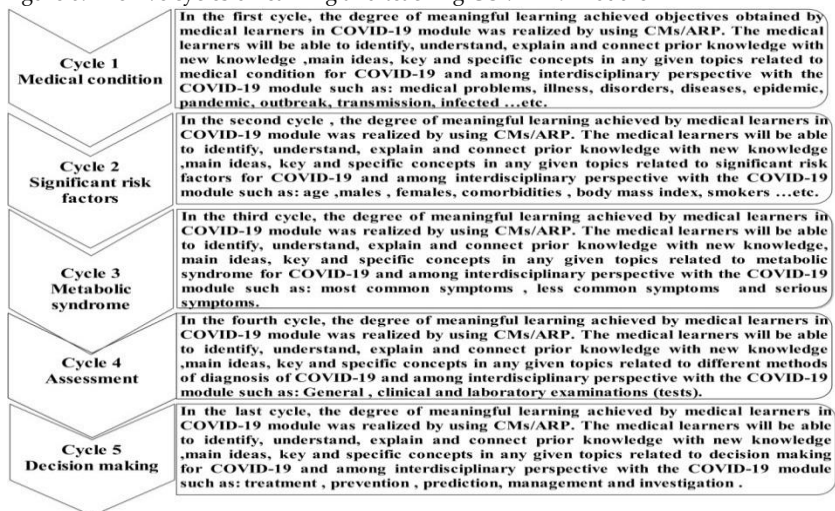 In the first cycle, the degree of meaningful learning achieved objectives obtained by
medical learners in COVID-19 module was realized by using CMs/ARP. The medical
learners will be able to identify, understand, explain and connect prior knowledge with
new knowledge ,main ideas, key and specific concepts in any given topics related to
medical condition for COVID-19 and among interdisciplinary perspective with the
COVID-19 module such as: medical problems, illness, disorders, diseases, epidemic,
pandemic, outbreak, transmission, infected …etc.
Cycle 1
Medical condition
In the second cycle , the degree of meaningful learning achieved by medical learners in
COVID-19 module was realized by using CMs/ARP. The medical learners will be able
to identify, understand, explain and connect prior knowledge with new knowledge
,main ideas, key and specific concepts in any given topics related to significant risk
factors for COVID-19 and among interdisciplinary perspective with the COVID-19
module such as: age ,males , females, comorbidities , body mass index, smokers …etc.
Cycle 2
Significant risk
factors
In the third cycle, the degree of meaningful learning achieved by medical learners in
COVID-19 module was realized by using CMs/ARP. The medical learners will be able
to identify, understand, explain and connect prior knowledge with new knowledge,
main ideas, key and specific concepts in any given topics related to metabolic
syndrome for COVID-19 and among interdisciplinary perspective with the COVID-19
module such as: most common symptoms , less common symptoms and serious
symptoms.
Cycle 3
Metabolic
syndrome
In the fourth cycle, the degree of meaningful learning achieved by medical learners in
COVID-19 module was realized by using CMs/ARP. The medical learners will be able
to identify, understand, explain and connect prior knowledge with new knowledge
,main ideas, key and specific concepts in any given topics related to different methods
of diagnosis of COVID-19 and among interdisciplinary perspective with the COVID-19
module such as: General , clinical and laboratory examinations (tests).
Cycle 4
Assessment
In the last cycle, the degree of meaningful learning achieved by medical learners in
COVID-19 module was realized by using CMs/ARP. The medical learners will be able
to identify, understand, explain and connect prior knowledge with new knowledge
,main ideas, key and specific concepts in any given topics related to decision making
for COVID-19 and among interdisciplinary perspective with the COVID-19 module
such as: treatment , prevention , prediction, management and investigation .
Cycle 5
Decision making